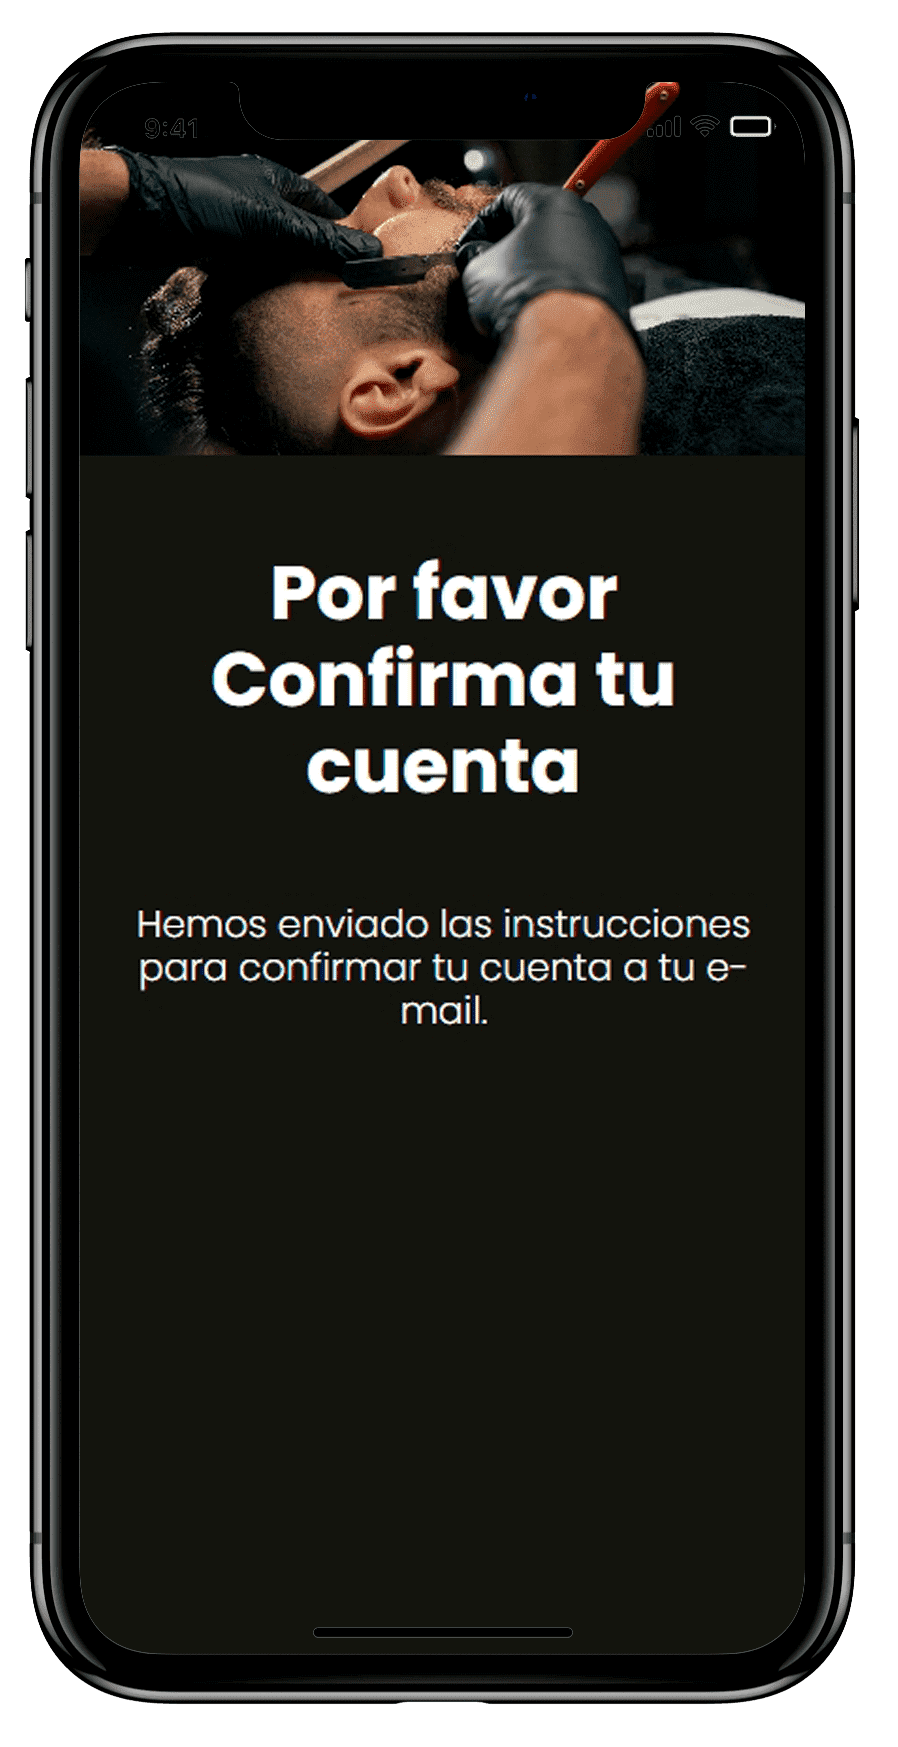 9:41
Por favor
Confirma tu
cuenta
Hemos enviado las instrucciones
para confirmar tu cuenta a tu e-
mail.